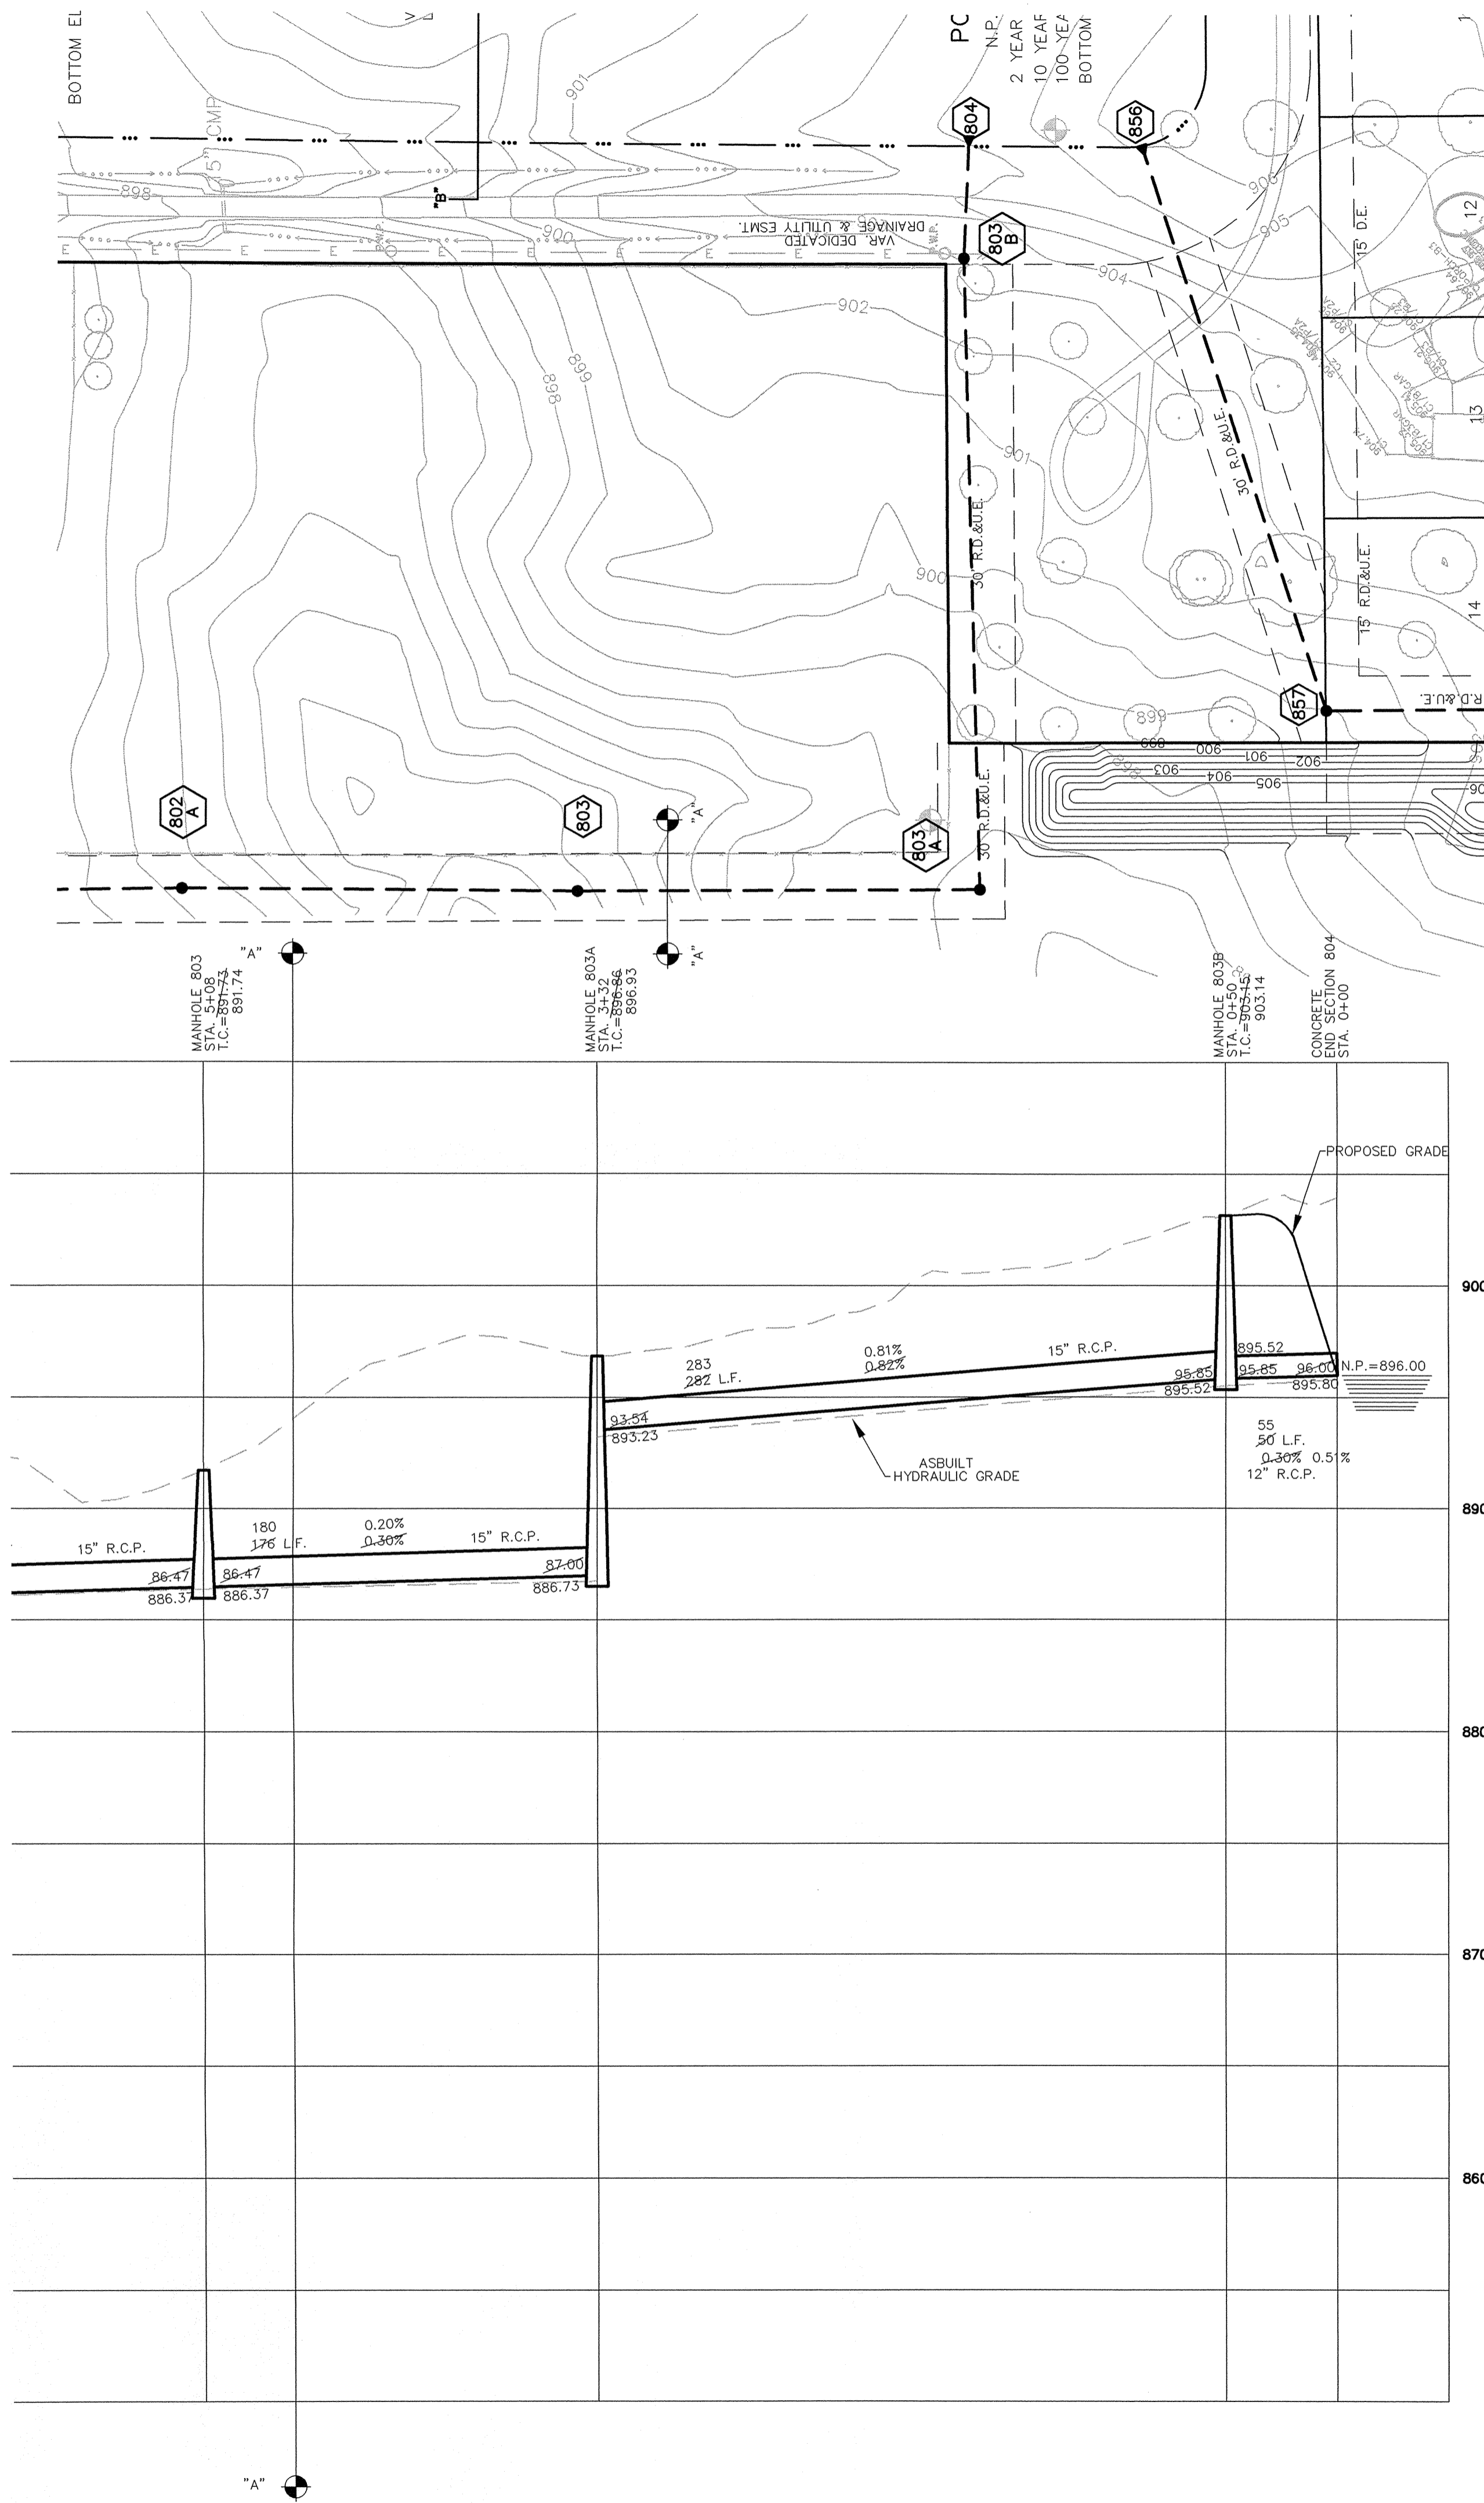 BOTTOM EL
5" CMP
901
898
"B"
900
VAR. DEDICATED
DRAINAGE & UTILITY ESMT.
E E E E E E E E E E
P.W.P.
PC
N.P.
2 YEAR
10 YEAR
100 YEA
BOTTOM
804
856
803
B
905
904
902
901
900
899
898
899
30' R.D.&U.E.
30' R.D.&U.E.
30' R.D.&U.E.
15' D.E.
15' R.D.&U.E.
R.D.&U.E.
12
13
14
857
899
900
901
902
903
904
905
898
802
A
803
"A"
803
A
"A"
"A"
MANHOLE 803
STA. 5+08
T.C.=891.73
891.74
MANHOLE 803A
STA. 3+32
T.C.=896.86
896.93
MANHOLE 803B
STA. 0+50
T.C.=903.15
903.14
CONCRETE
END SECTION 804
STA. 0+00
PROPOSED GRADE
900
283
282 L.F.
0.81%
0.82%
15" R.C.P.
895.52
95.85
895.52
95.85
96.00
895.80
N.P.=896.00
93.54
893.23
ASBUILT
HYDRAULIC GRADE
55
50 L.F.
0.30% 0.51%
12" R.C.P.
890
15" R.C.P.
180
176 L.F.
0.20%
0.30%
15" R.C.P.
86.47
886.37
86.47
886.37
87.00
886.73
880
870
860
"A"